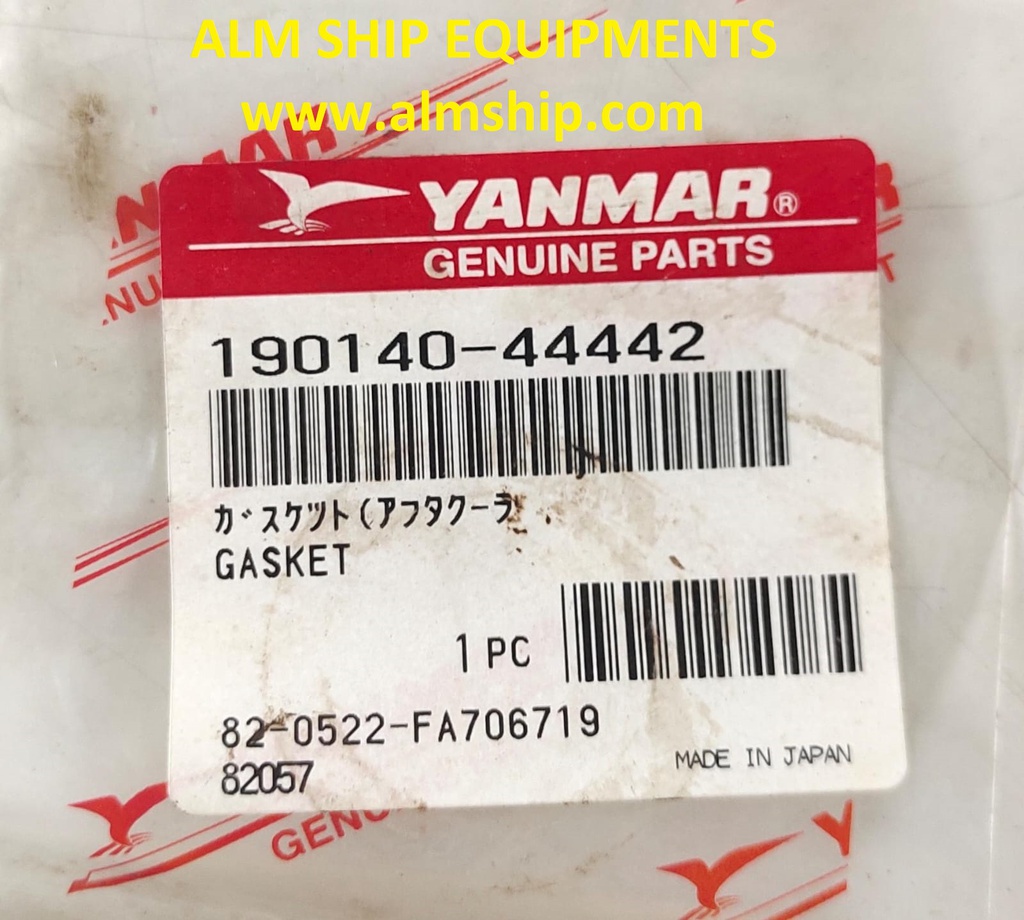 ALM SHIP EQUIPMENTS
www.almship.com
YANMAR®
GENUINE PARTS
190140-44442
ガスケツト(アフタクーラ
GASKET
1 PC
82-0522-FA706719
82057
MADE IN JAPAN